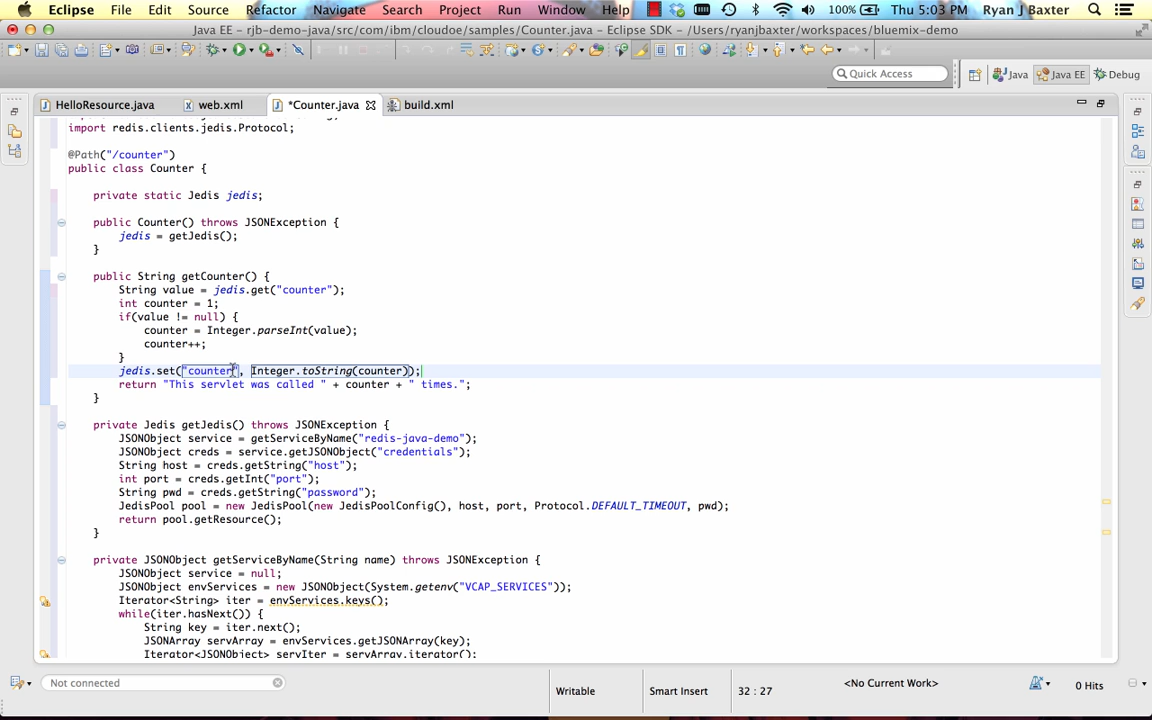 Eclipse File Edit Source Refactor Navigate Search Project Run Window Help 100% Thu 5:03 PM Ryan J Baxter
Java EE - rjb-demo-java/src/com/ibm/cloudoe/samples/Counter.java - Eclipse SDK - /Users/ryanjbaxter/workspaces/bluemix-demo
Quick Access Java Java EE Debug
HelloResource.java web.xml *Counter.java build.xml
import redis.clients.jedis.Protocol;
@Path("/counter")
public class Counter {
private static Jedis jedis;
public Counter() throws JSONException {
jedis = getJedis();
}
public String getCounter() {
String value = jedis.get("counter");
int counter = 1;
if(value != null) {
counter = Integer.parseInt(value);
counter++;
}
jedis.set("counter", Integer.toString(counter));
return "This servlet was called " + counter + " times.";
}
private Jedis getJedis() throws JSONException {
JSONObject service = getServiceByName("redis-java-demo");
JSONObject creds = service.getJSONObject("credentials");
String host = creds.getString("host");
int port = creds.getInt("port");
String pwd = creds.getString("password");
JedisPool pool = new JedisPool(new JedisPoolConfig(), host, port, Protocol.DEFAULT_TIMEOUT, pwd);
return pool.getResource();
}
private JSONObject getServiceByName(String name) throws JSONException {
JSONObject service = null;
JSONObject envServices = new JSONObject(System.getenv("VCAP_SERVICES"));
Iterator<String> iter = envServices.keys();
while(iter.hasNext()) {
String key = iter.next();
JSONArray servArray = envServices.getJSONArray(key);
Iterator<JSONObject> servIter = servArray.iterator();
Not connected Writable Smart Insert 32 : 27 <No Current Work> 0 Hits